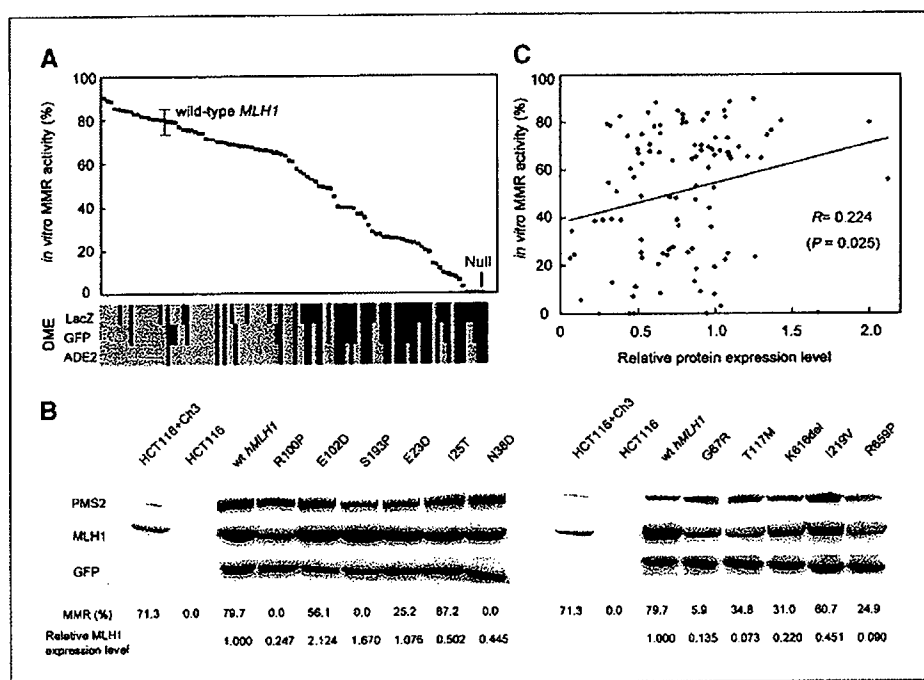 A
100
80
60
40
20
0
in vitro MMR activity (%)
wild-type MLH1
Null
DME
LacZ
GFP
ADE2
C
100
80
60
40
20
0
in vitro MMR activity (%)
R= 0.224
(P = 0.025)
0 0.5 1.0 1.5 2.0
Relative protein expression level
B
HCT116+Ch3 HCT116 wt hMLH1 R100P E102D S193P E23D I25T N38D
HCT116+Ch3 HCT116 wt hMLH1 G67R T117M K616del I219V R659P
PMS2
MLH1
GFP
MMR (%) 71.3 0.0 79.7 0.0 56.1 0.0 25.2 87.2 0.0 71.3 0.0 79.7 5.9 34.8 31.0 60.7 24.9
Relative MLH1
expression level 1.000 0.247 2.124 1.670 1.076 0.502 0.445 1.000 0.135 0.073 0.220 0.451 0.090